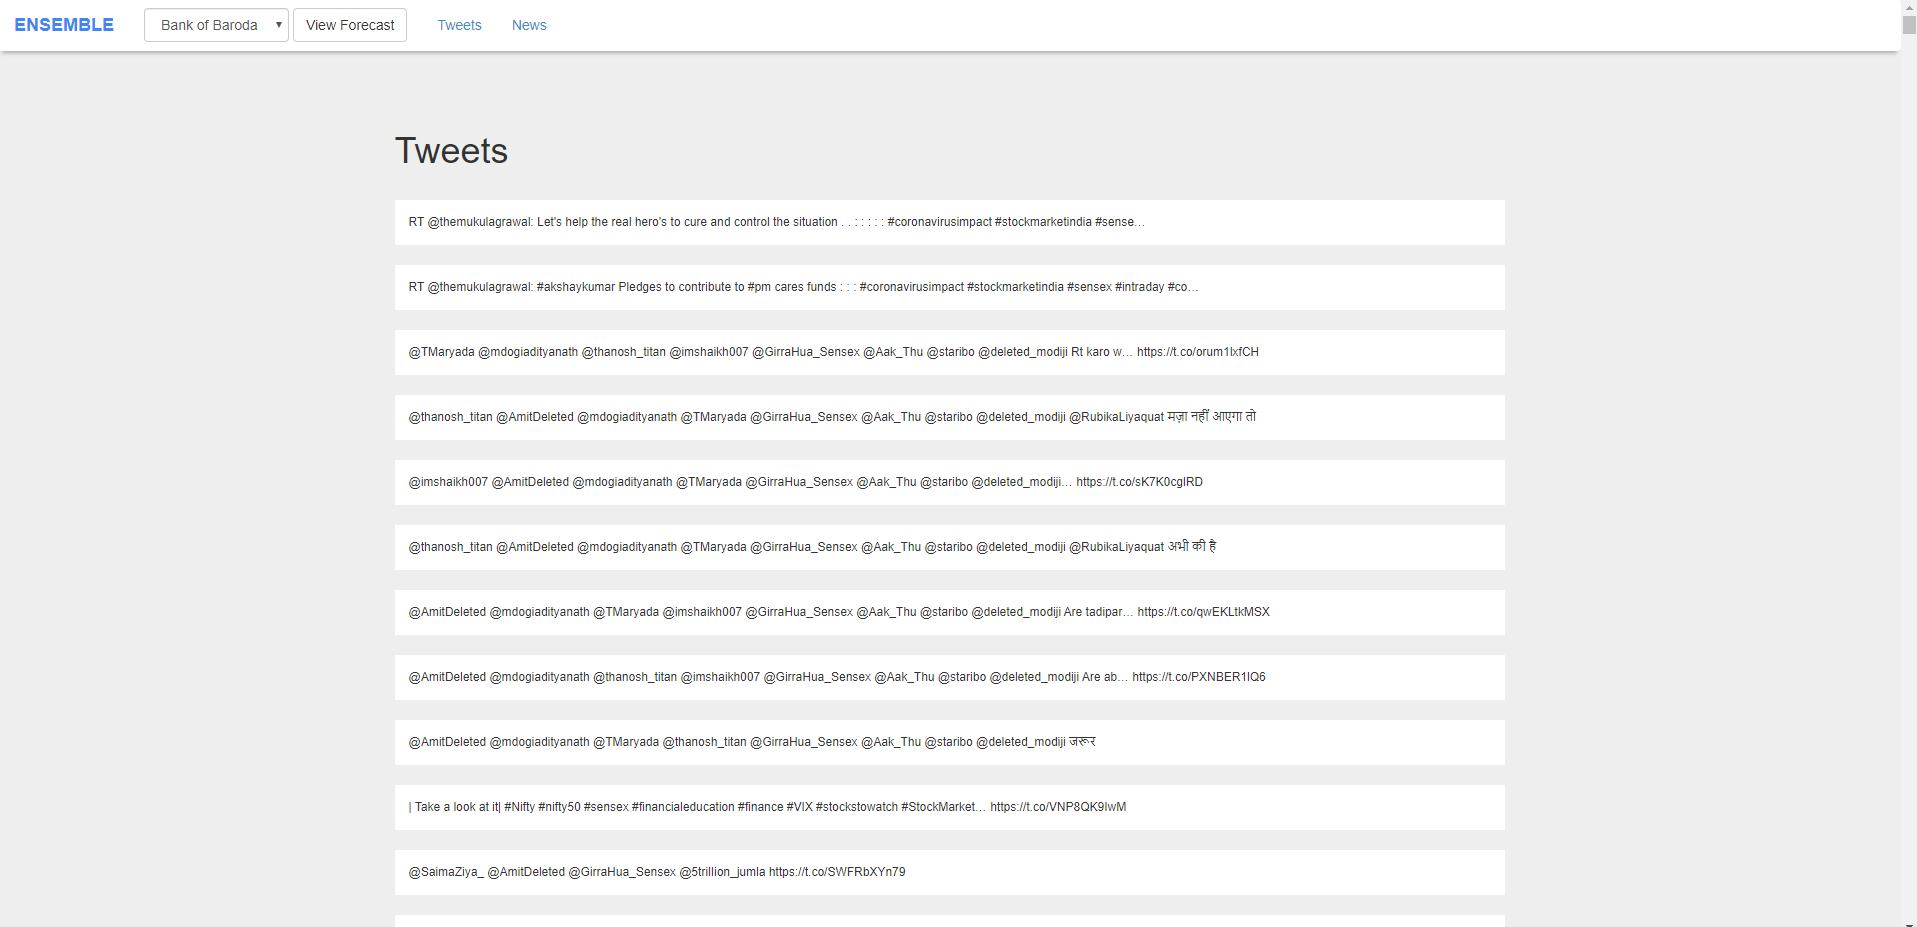 ENSEMBLE Bank of Baroda View Forecast Tweets News
Tweets
RT @themukulagrawal: Let's help the real hero's to cure and control the situation . . : : : : : #coronavirusimpact #stockmarketindia #sense…
RT @themukulagrawal: #akshaykumar Pledges to contribute to #pm cares funds : : : #coronavirusimpact #stockmarketindia #sensex #intraday #co…
@TMaryada @mdogiadityanath @thanosh_titan @imshaikh007 @GirraHua_Sensex @Aak_Thu @staribo @deleted_modiji Rt karo w… https://t.co/orum1lxfCH
@thanosh_titan @AmitDeleted @mdogiadityanath @TMaryada @GirraHua_Sensex @Aak_Thu @staribo @deleted_modiji @RubikaLiyaquat मज़ा नहीं आएगा तो
@imshaikh007 @AmitDeleted @mdogiadityanath @TMaryada @GirraHua_Sensex @Aak_Thu @staribo @deleted_modiji… https://t.co/sK7K0cglRD
@thanosh_titan @AmitDeleted @mdogiadityanath @TMaryada @GirraHua_Sensex @Aak_Thu @staribo @deleted_modiji @RubikaLiyaquat अभी की है
@AmitDeleted @mdogiadityanath @TMaryada @imshaikh007 @GirraHua_Sensex @Aak_Thu @staribo @deleted_modiji Are tadipar… https://t.co/qwEKLtkMSX
@AmitDeleted @mdogiadityanath @thanosh_titan @imshaikh007 @GirraHua_Sensex @Aak_Thu @staribo @deleted_modiji Are ab… https://t.co/PXNBER1lQ6
@AmitDeleted @mdogiadityanath @TMaryada @thanosh_titan @GirraHua_Sensex @Aak_Thu @staribo @deleted_modiji जरूर
| Take a look at it| #Nifty #nifty50 #sensex #financialeducation #finance #VIX #stockstowatch #StockMarket… https://t.co/VNP8QK9lwM
@SaimaZiya_ @AmitDeleted @GirraHua_Sensex @5trillion_jumla https://t.co/SWFRbXYn79